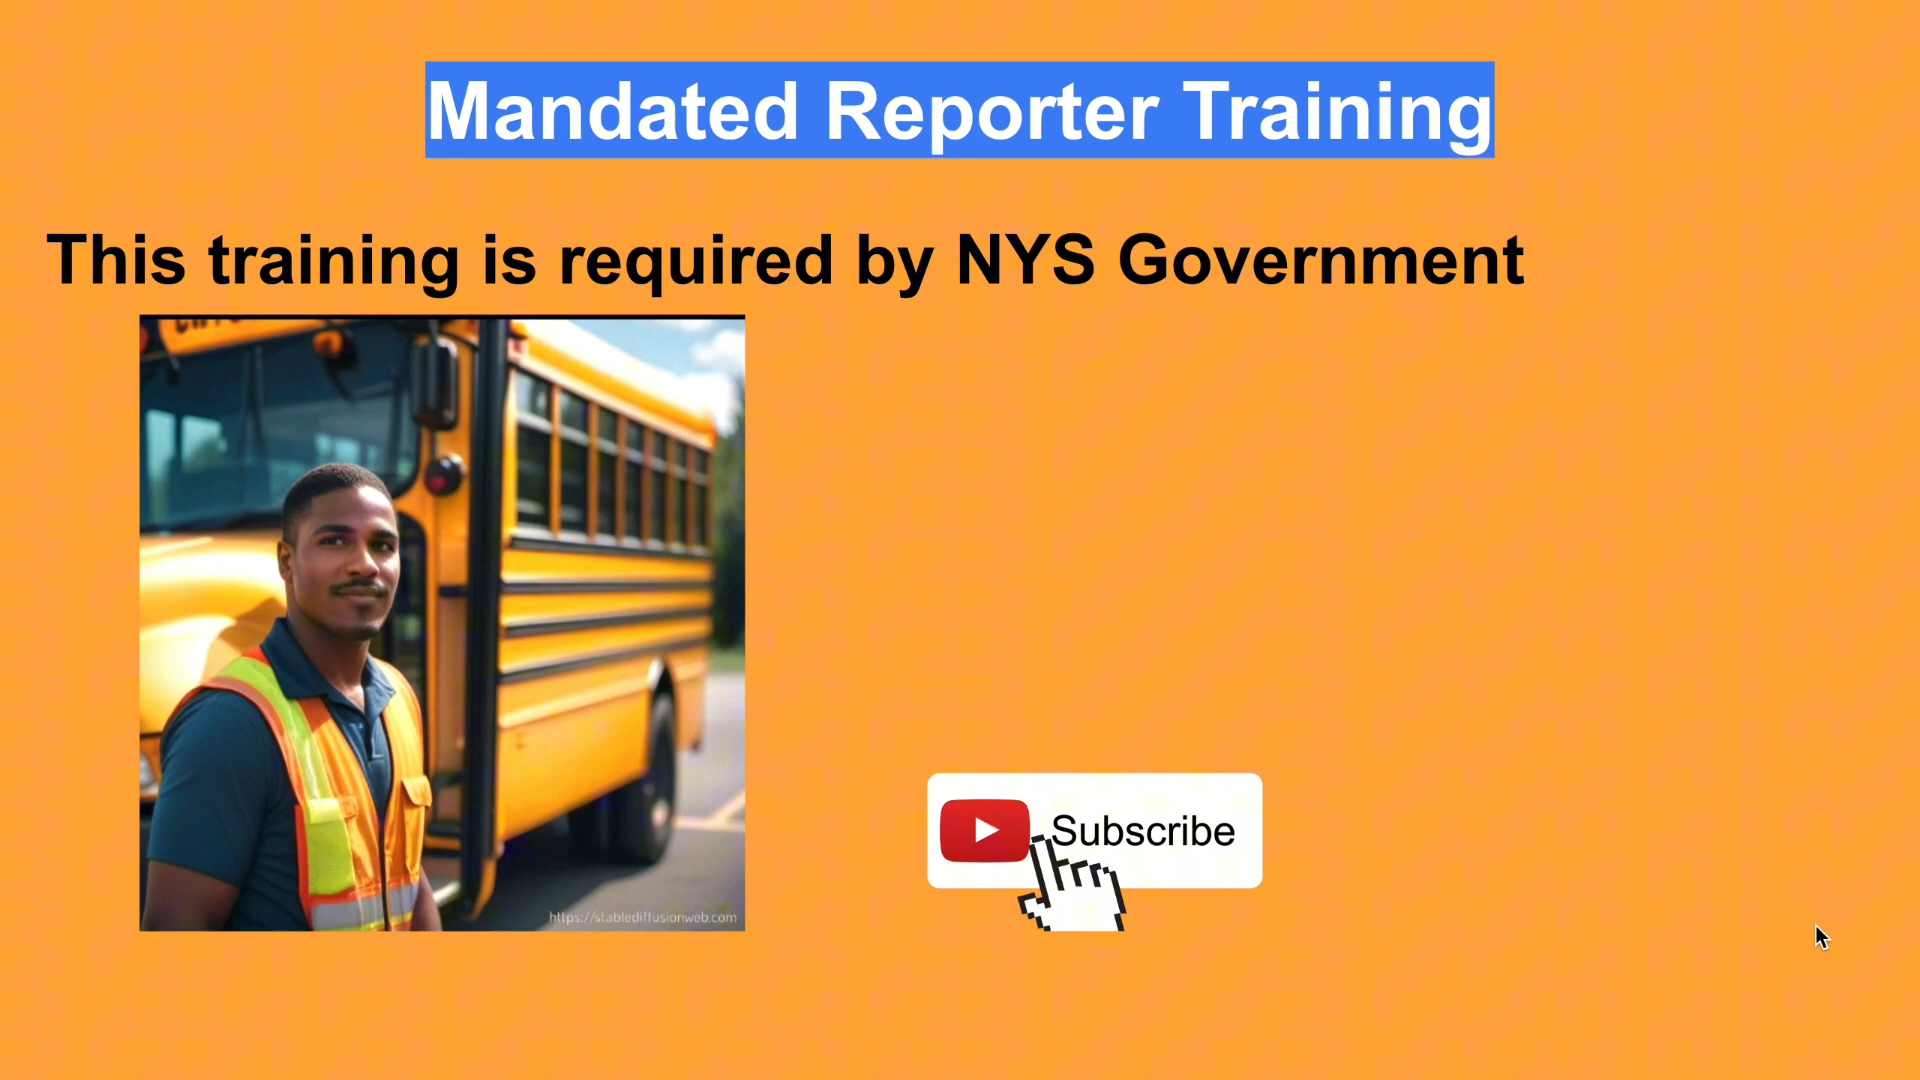 Mandated Reporter Training
This training is required by NYS Government
https://stablediffusionweb.com
Subscribe